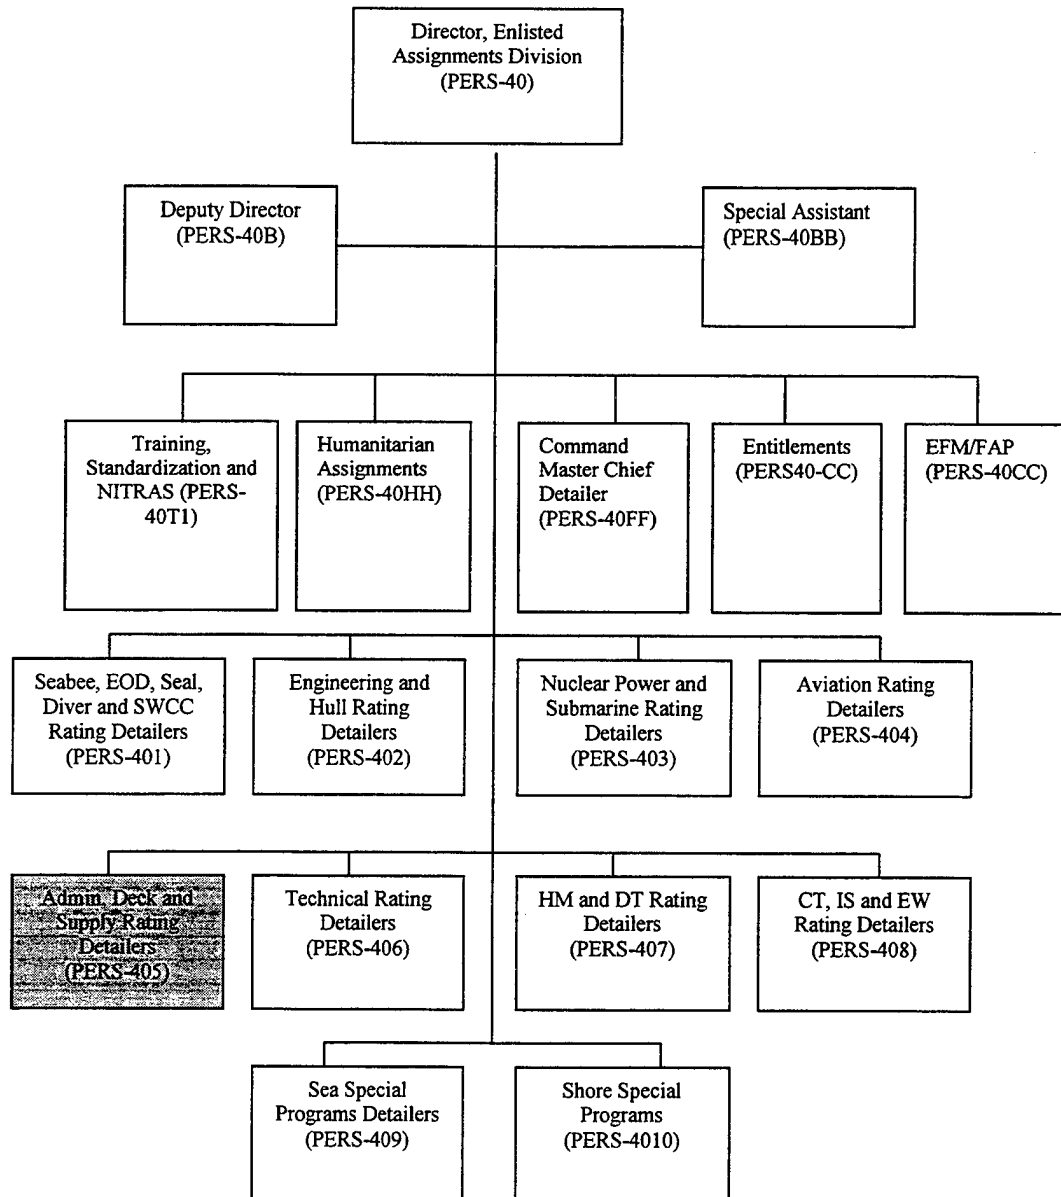 Director, Enlisted
Assignments Division
(PERS-40)
Deputy Director
(PERS-40B)
Special Assistant
(PERS-40BB)
Training,
Standardization and
NITRAS (PERS-
40T1)
Humanitarian
Assignments
(PERS-40HH)
Command
Master Chief
Detailer
(PERS-40FF)
Entitlements
(PERS40-CC)
EFM/FAP
(PERS-40CC)
Seabee, EOD, Seal,
Diver and SWCC
Rating Detailers
(PERS-401)
Engineering and
Hull Rating
Detailers
(PERS-402)
Nuclear Power and
Submarine Rating
Detailers
(PERS-403)
Aviation Rating
Detailers
(PERS-404)
Admin, Deck and
Supply Rating
Detailers
(PERS-405)
Technical Rating
Detailers
(PERS-406)
HM and DT Rating
Detailers
(PERS-407)
CT, IS and EW
Rating Detailers
(PERS-408)
Sea Special
Programs Detailers
(PERS-409)
Shore Special
Programs
(PERS-4010)